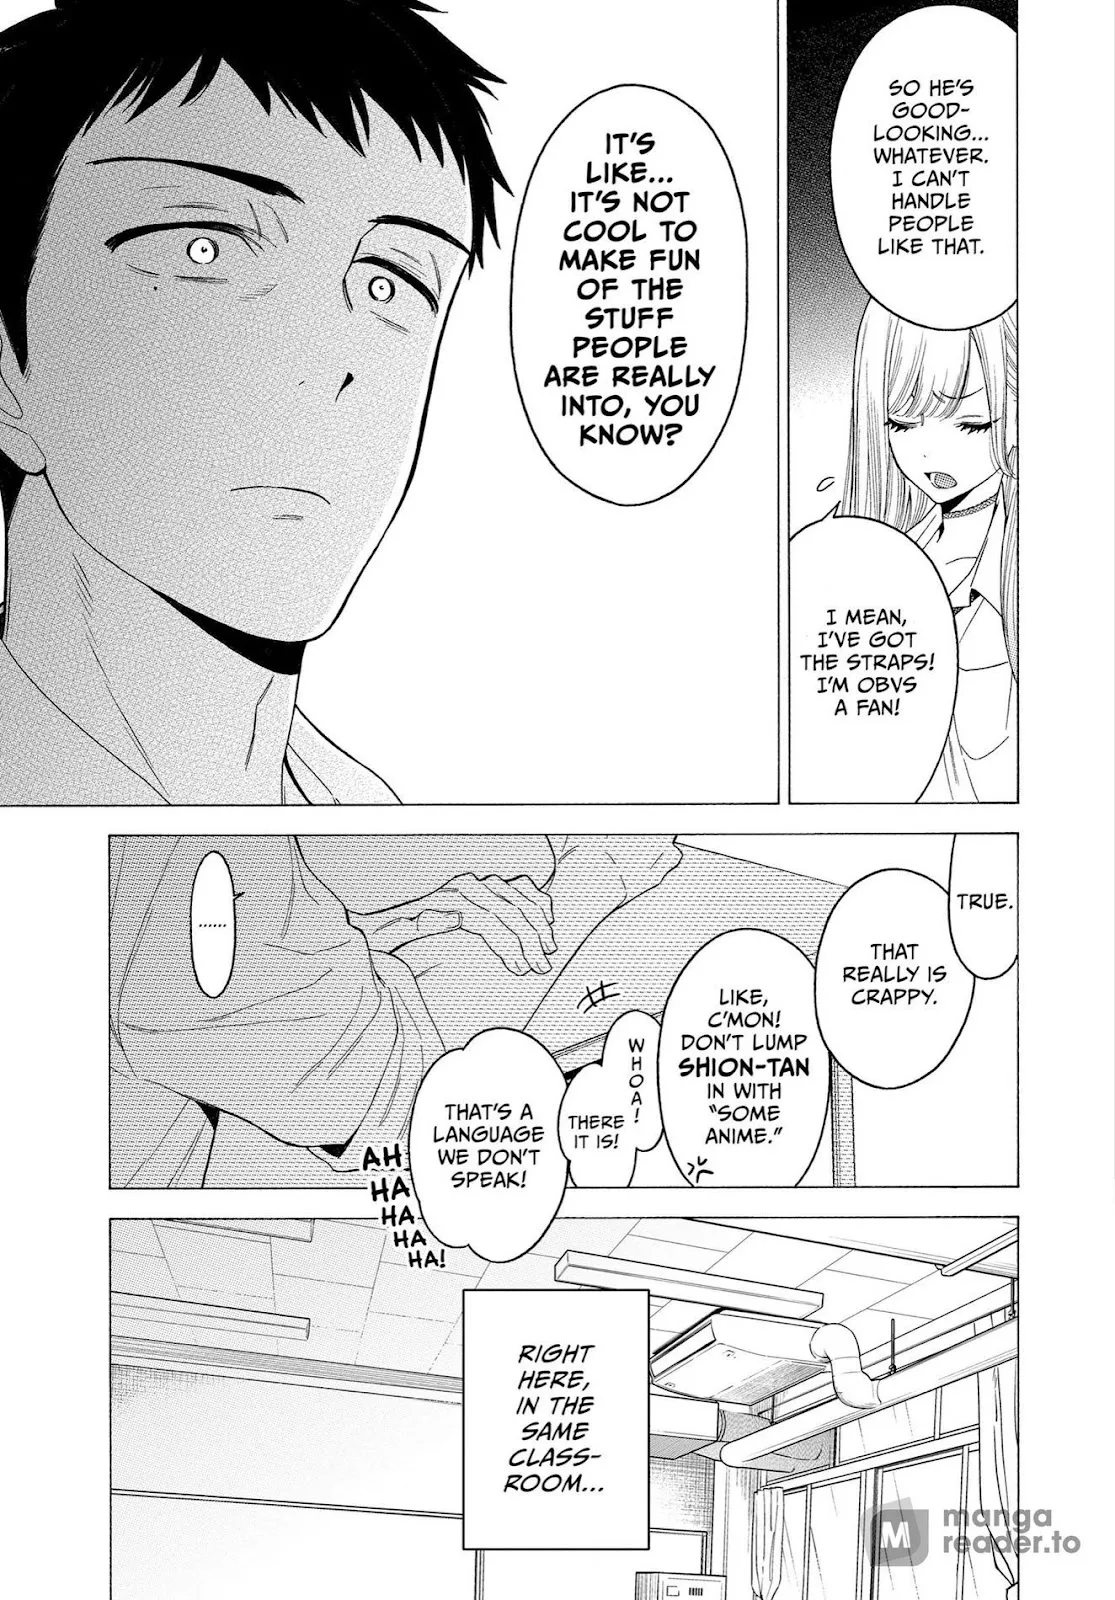 SO HE'S
GOOD-
LOOKING...
WHATEVER.
I CAN'T
HANDLE
PEOPLE
LIKE THAT.
I MEAN,
I'VE GOT
THE STRAPS!
I'M OBVS
A FAN!
IT'S
LIKE...
IT'S NOT
COOL TO
MAKE FUN
OF THE
STUFF
PEOPLE
ARE REALLY
INTO, YOU
KNOW?
TRUE.
THAT
REALLY IS
CRAPPY.
LIKE,
C'MON!
DON'T LUMP
SHION-TAN
IN WITH
"SOME
ANIME."
WHOA!
THERE
IT IS!
THAT'S A
LANGUAGE
WE DON'T
SPEAK!
AH
HA
HA
HA
HA!
......
RIGHT
HERE,
IN THE
SAME
CLASS-
ROOM...
M manga
reader.to